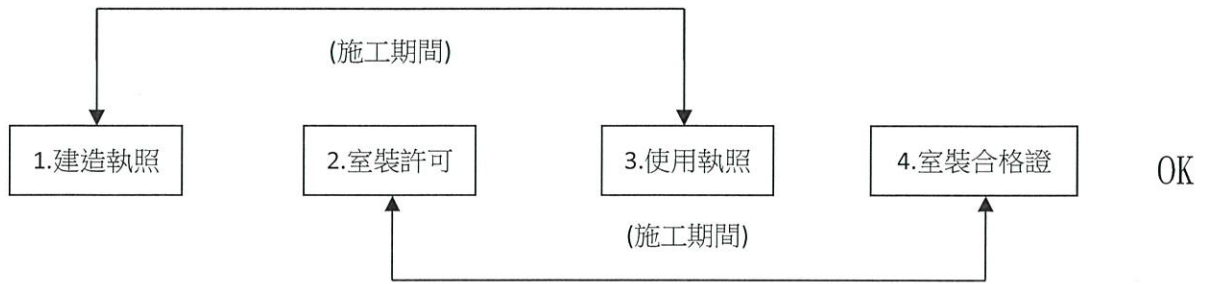 (施工期間)
1.建造執照
2.室裝許可
3.使用執照
4.室裝合格證
OK
(施工期間)